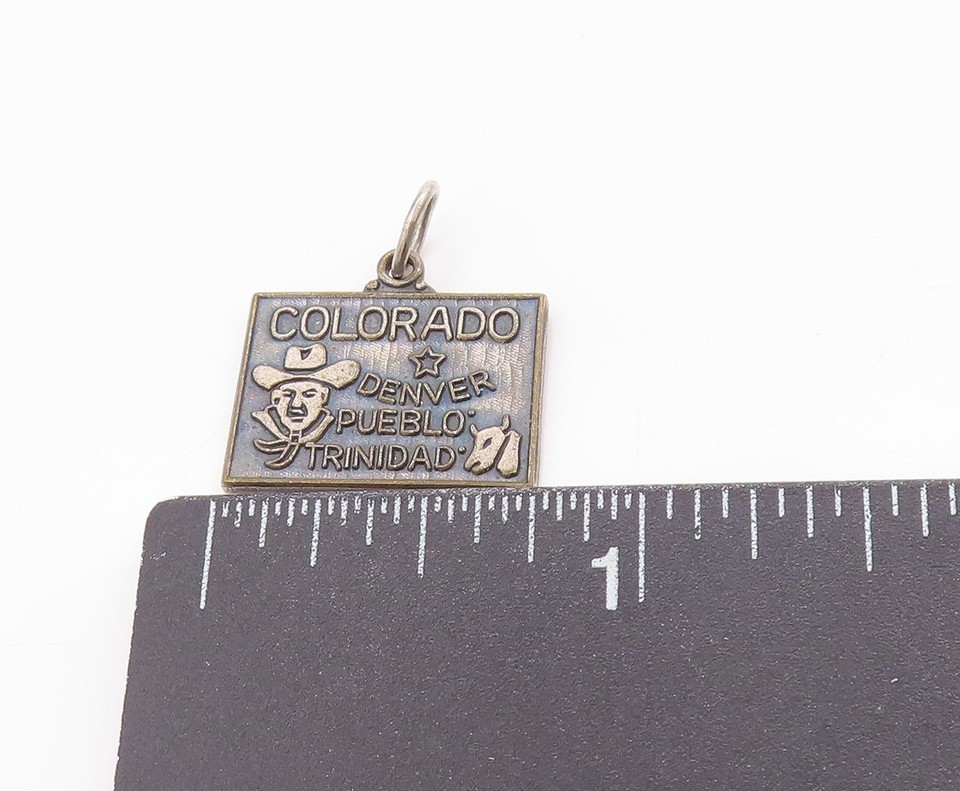 COLORADO
DENVER
PUEBLO
TRINIDAD
1